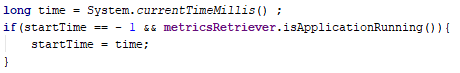 long time = System.currentTimeMillis() ;
if(startTime == - 1 && metricsRetriever.isApplicationRunning()){
    startTime = time;
}